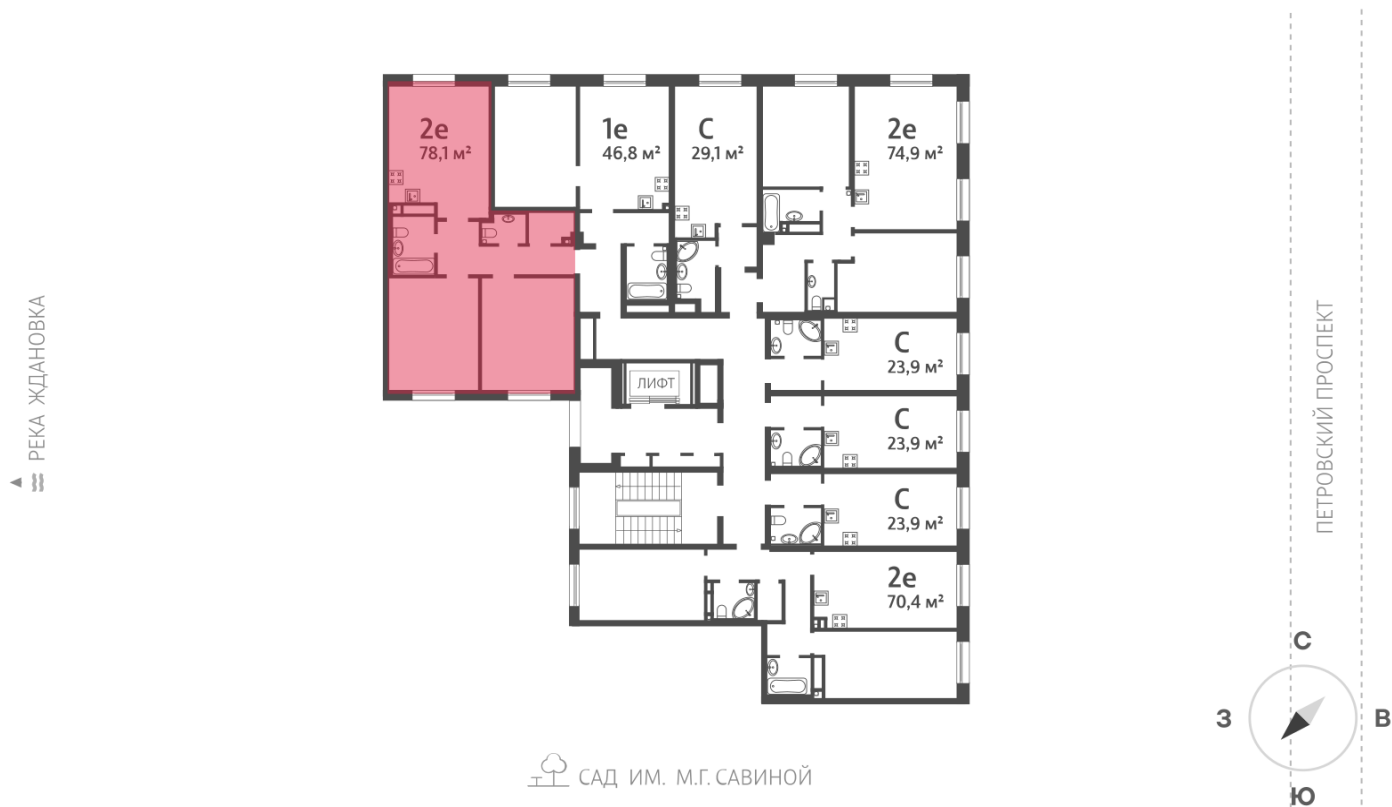 2е
78,1 м²
1е
46,8 м²
С
29,1 м²
2е
74,9 м²
С
23,9 м²
ЛИФТ
С
23,9 м²
С
23,9 м²
2е
70,4 м²
РЕКА ЖДАНОВКА
ПЕТРОВСКИЙ ПРОСПЕКТ
САД ИМ. М.Г. САВИНОЙ
С
З
В
Ю